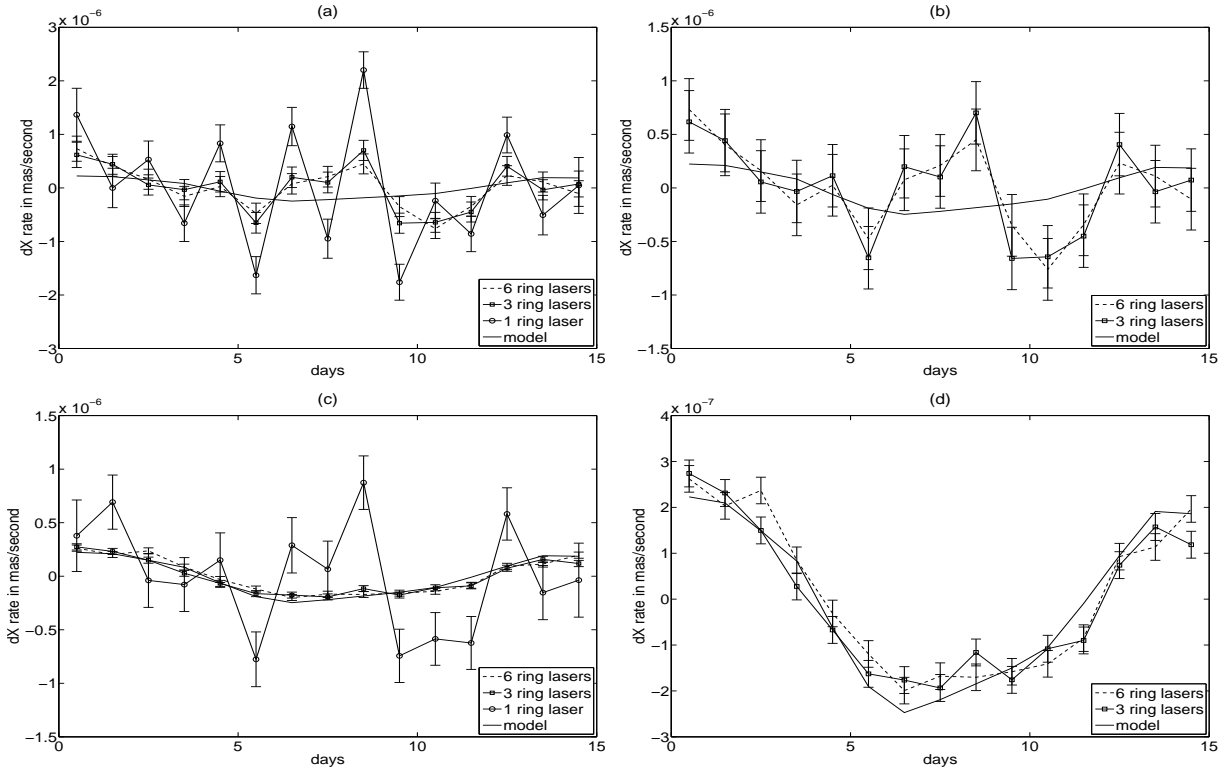 (a)
x 10−6
3
2
1
0
−1
−2
−3
dX rate in mas/second
0 5 10 15
days
6 ring lasers
3 ring lasers
1 ring laser
model
(b)
x 10−6
1.5
1
0.5
0
−0.5
−1
−1.5
dX rate in mas/second
0 5 10 15
days
6 ring lasers
3 ring lasers
model
(c)
x 10−6
1.5
1
0.5
0
−0.5
−1
−1.5
dX rate in mas/second
0 5 10 15
days
6 ring lasers
3 ring lasers
1 ring laser
model
(d)
x 10−7
4
3
2
1
0
−1
−2
−3
dX rate in mas/second
0 5 10 15
days
6 ring lasers
3 ring lasers
model